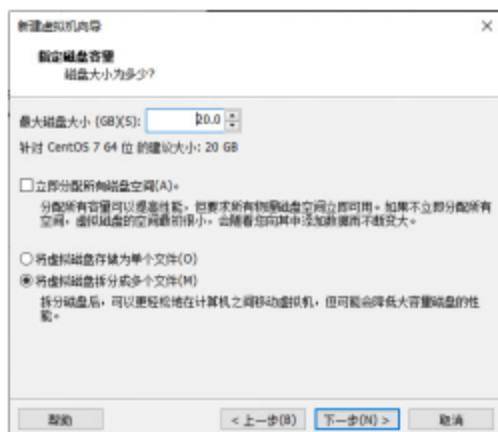 新建虚拟机向导
指定磁盘容量
磁盘大小为多少?
最大磁盘大小 (GB)(S):
20.0
针对 CentOS 7 64 位 的建议大小: 20 GB
立即分配所有磁盘空间(A)。
分配所有容量可以提高性能，但要求所有物理磁盘空间立即可用。如果不立即分配所有
空间，虚拟磁盘的空间最初很小，会随着您向其中添加数据而不断变大。
将虚拟磁盘存储为单个文件(O)
将虚拟磁盘拆分成多个文件(M)
拆分磁盘后，可以更轻松地在计算机之间移动虚拟机，但可能会降低大容量磁盘的性
能。
帮助
< 上一步(B)
下一步(N) >
取消